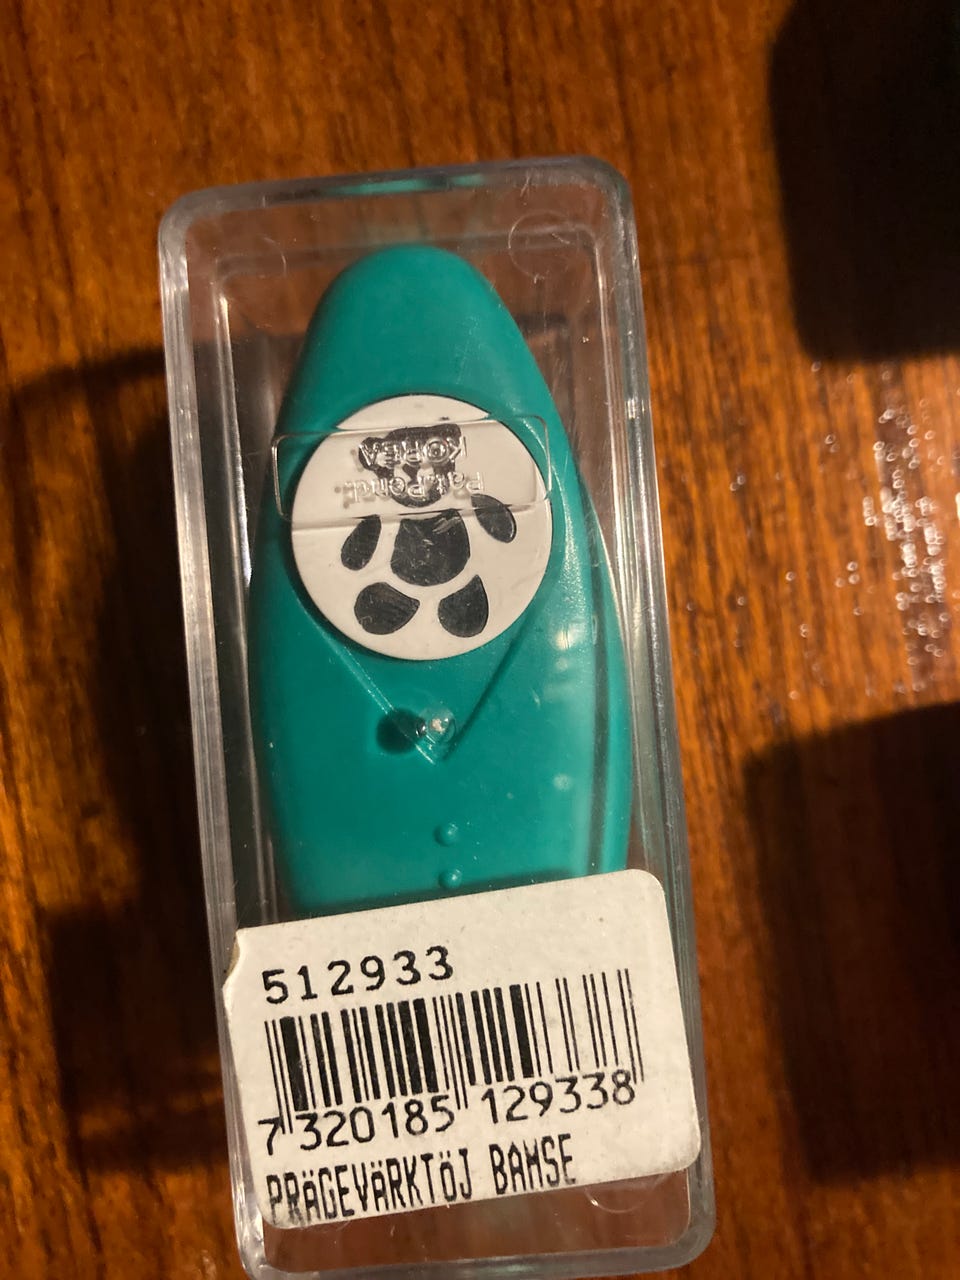 KOREA
Pat. Pend.
512933
7 320185 129338
PRÄGEVÄRKTÖJ BAMSE